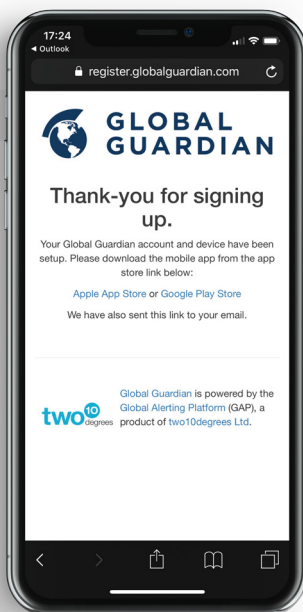 17:24
◀ Outlook
register.globalguardian.com
GLOBAL
GUARDIAN
Thank-you for signing
up.
Your Global Guardian account and device have been
setup. Please download the mobile app from the app
store link below:
Apple App Store or Google Play Store
We have also sent this link to your email.
two10degrees
Global Guardian is powered by the
Global Alerting Platform (GAP), a
product of two10degrees Ltd.